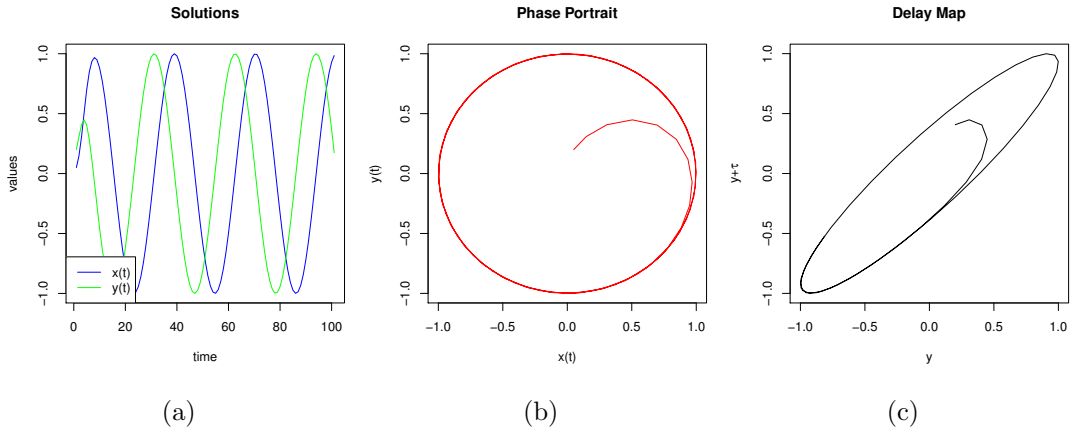 Solutions
values
1.0
0.5
0.0
−0.5
−1.0
x(t)
y(t)
0 20 40 60 80 100
time
(a)
Phase Portrait
y(t)
1.0
0.5
0.0
−0.5
−1.0
−1.0 −0.5 0.0 0.5 1.0
x(t)
(b)
Delay Map
y+τ
1.0
0.5
0.0
−0.5
−1.0
−1.0 −0.5 0.0 0.5 1.0
y
(c)